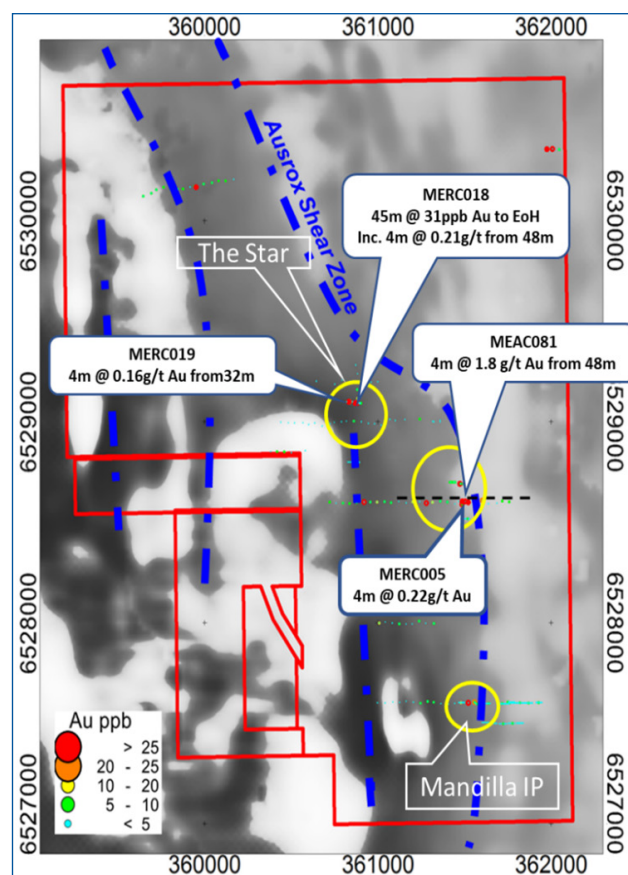 360000 361000 362000
Ausrox Shear Zone
MERC018
45m @ 31ppb Au to EoH
Inc. 4m @ 0.21g/t from 48m
The Star
MERC019
4m @ 0.16g/t Au from32m
MEAC081
4m @ 1.8 g/t Au from 48m
MERC005
4m @ 0.22g/t Au
Mandilla IP
6530000
6529000
6528000
6527000
6530000
6529000
6528000
6527000
Au ppb
> 25
20 - 25
10 - 20
5 - 10
< 5
360000 361000 362000